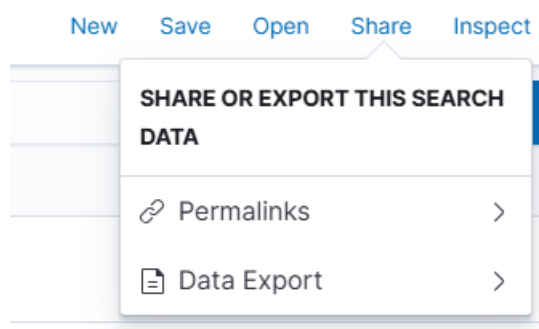 New Save Open Share Inspect
SHARE OR EXPORT THIS SEARCH
DATA
Permalinks
Data Export